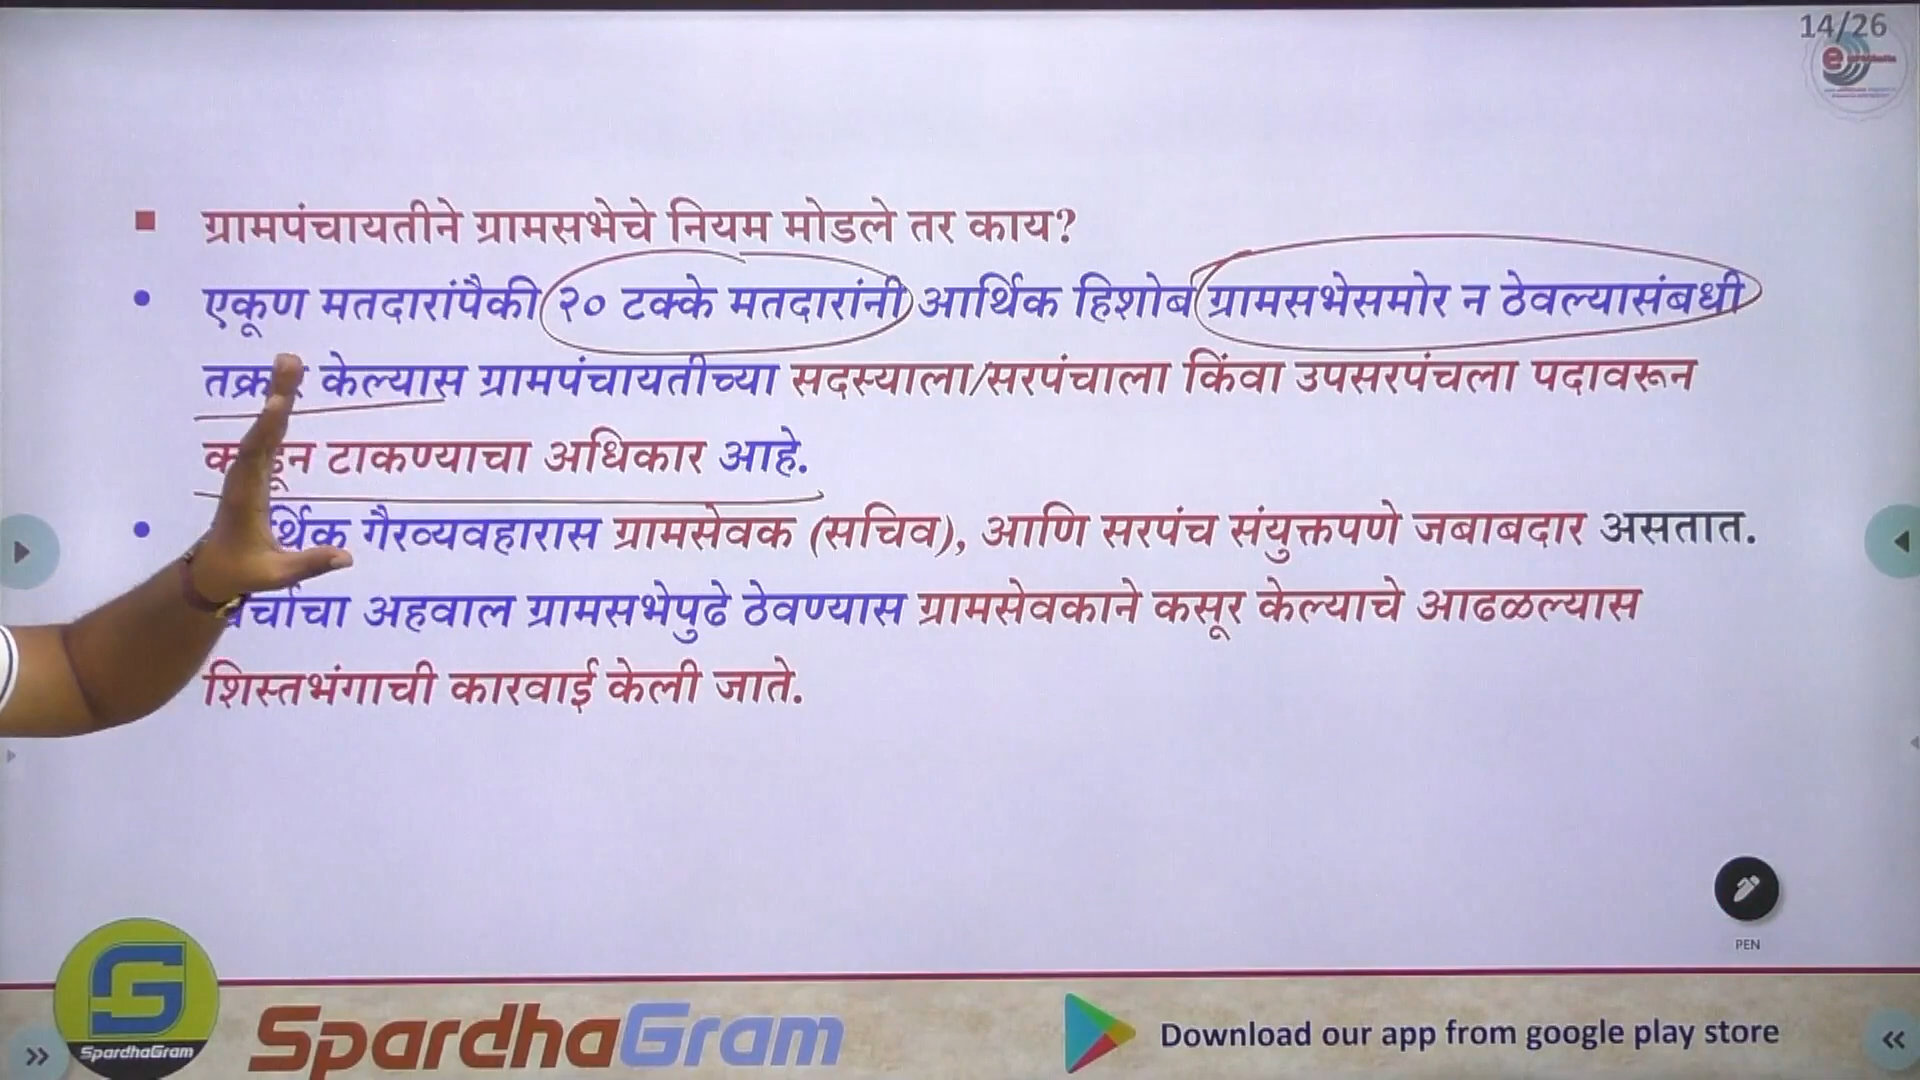 14/26
ग्रामपंचायतीने ग्रामसभेचे नियम मोडले तर काय?
एकूण मतदारांपैकी २० टक्के मतदारांनी आर्थिक हिशोब ग्रामसभेसमोर न ठेवल्यासंबधी
केल्यास ग्रामपंचायतीच्या सदस्याला/सरपंचाला किंवा उपसरपंचला पदावरून
टाकण्याचा अधिकार आहे.
गैरव्यवहारास ग्रामसेवक (सचिव), आणि सरपंच संयुक्तपणे जबाबदार असतात.
अहवाल ग्रामसभेपुढे ठेवण्यास ग्रामसेवकाने कसूर केल्याचे आढळल्यास
शिस्तभंगाची कारवाई केली जाते.
PEN
SpardhaGram
SpardhaGram
Download our app from google play store